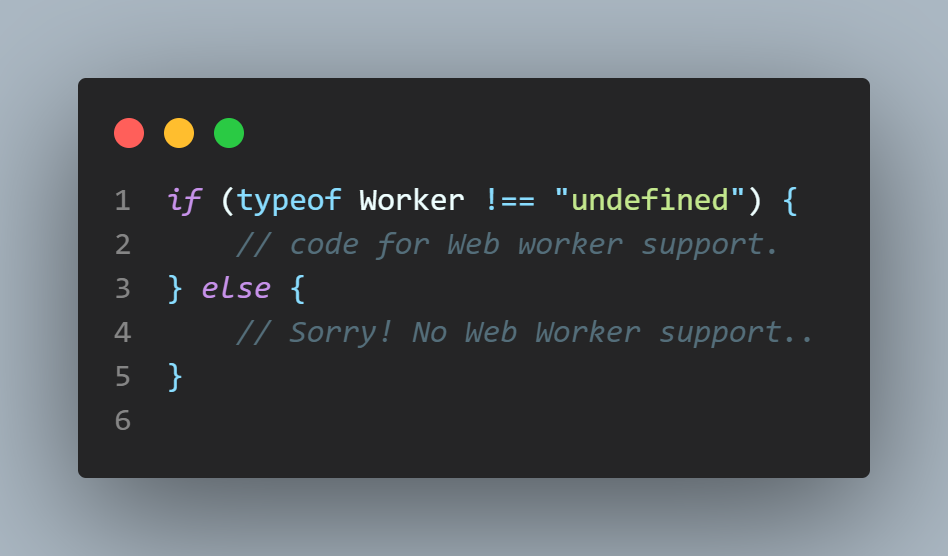 1 if (typeof Worker !== "undefined") {
2     // code for Web worker support.
3 } else {
4     // Sorry! No Web Worker support..
5 }
6